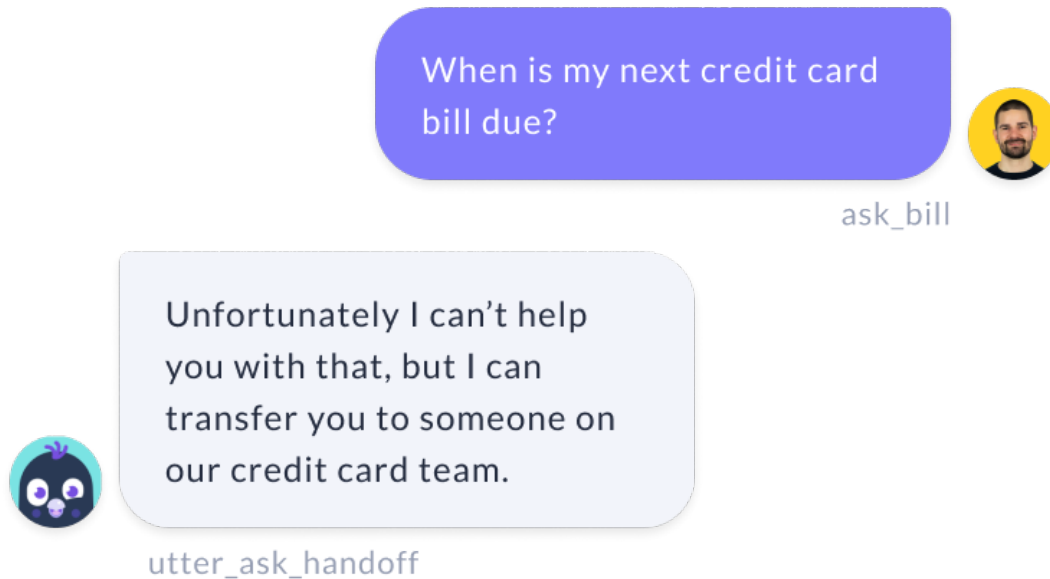 When is my next credit card
bill due?
ask_bill
Unfortunately I can’t help
you with that, but I can
transfer you to someone on
our credit card team.
utter_ask_handoff